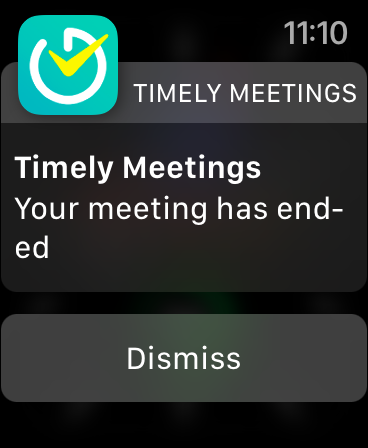 11:10
TIMELY MEETINGS
Timely Meetings
Your meeting has end-
ed
Dismiss